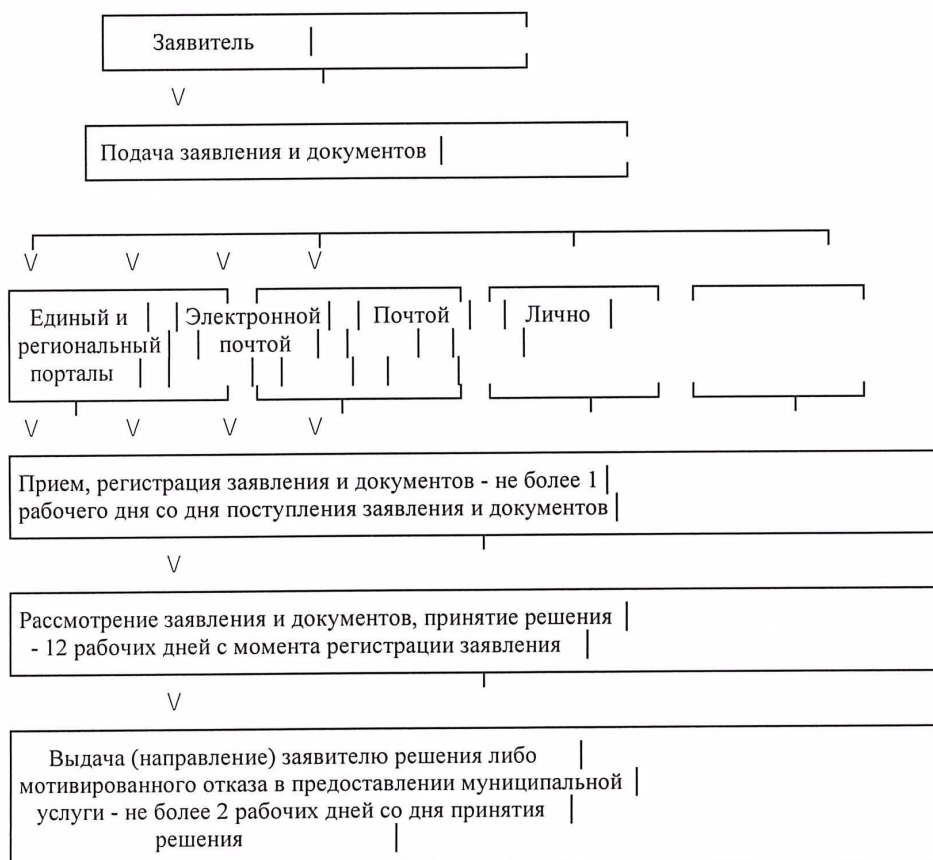 Заявитель
Подача заявления и документов
Единый и региональный порталы
Электронной почтой
Почтой
Лично
Прием, регистрация заявления и документов - не более 1
рабочего дня со дня поступления заявления и документов
Рассмотрение заявления и документов, принятие решения
- 12 рабочих дней с момента регистрации заявления
Выдача (направление) заявителю решения либо
мотивированного отказа в предоставлении муниципальной
услуги - не более 2 рабочих дней со дня принятия
решения